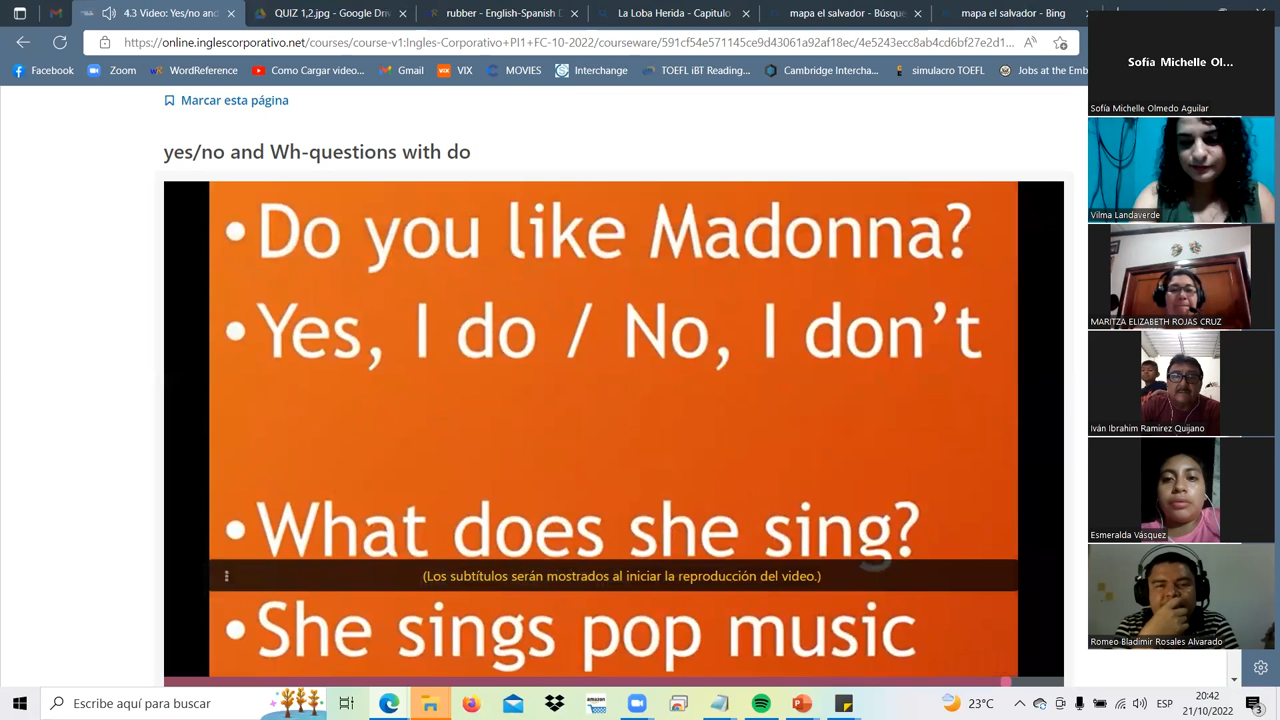 4.3
QUIZ 1,2.jpg - Google Driv
rubber - English-Spanish D
La Loba Herida - Capitulo
mapa el salvador - Búsque
mapa el salvador - Bing
https://online.inglescorporativo.net/courses/course-v1:Ingles-Corporativo+PI1+FC-10-2022/courseware/591cf54e571145ce9d43061a92af18ec/4e5243ecc8ab4cd6bf27e2d1...
Facebook
Zoom
WordReference
Como Cargar video...
Gmail
VIX
MOVIES
Interchange
TOEFL iBT Reading...
Cambridge Intercha...
simulacro TOEFL
Jobs at the Emb
Marcar esta página
yes/no and Wh-questions with do
•Do you like Madonna?
•Yes, I do / No, I don’t
•What does she sing?
(Los subtítulos serán mostrados al iniciar la reproducción del video.)
•She sings pop music
Sofía Michelle Ol...
Sofía Michelle Olmedo Aguilar
Vilma Landaverde
MARITZA ELIZABETH ROJAS CRUZ
Iván Ibrahim Ramirez Quijano
Esmeralda Vásquez
Romeo Bladimir Rosales Alvarado
Escribe aquí para buscar
amazon
23°C
ESP
20:42
21/10/2022
3